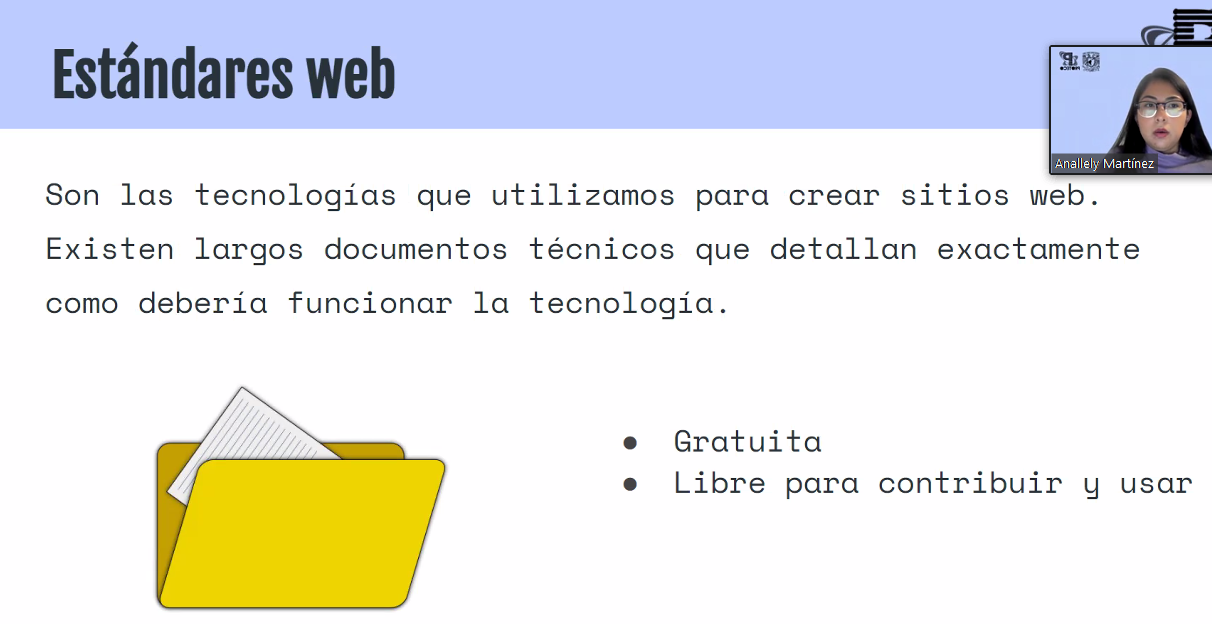 Estándares web
Anallely Martínez
Son las tecnologías que utilizamos para crear sitios web.
Existen largos documentos técnicos que detallan exactamente
como debería funcionar la tecnología.
● Gratuita
● Libre para contribuir y usar